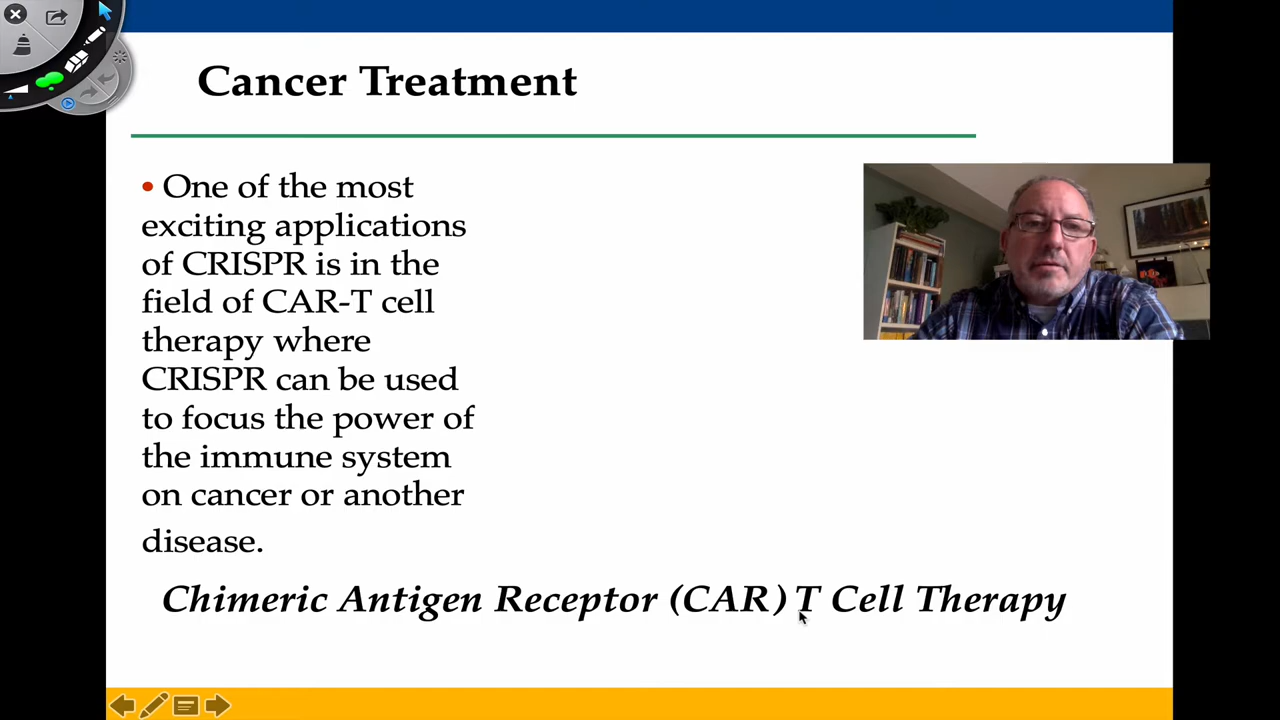 Cancer Treatment
• One of the most
exciting applications
of CRISPR is in the
field of CAR-T cell
therapy where
CRISPR can be used
to focus the power of
the immune system
on cancer or another
disease.
Chimeric Antigen Receptor (CAR) T Cell Therapy